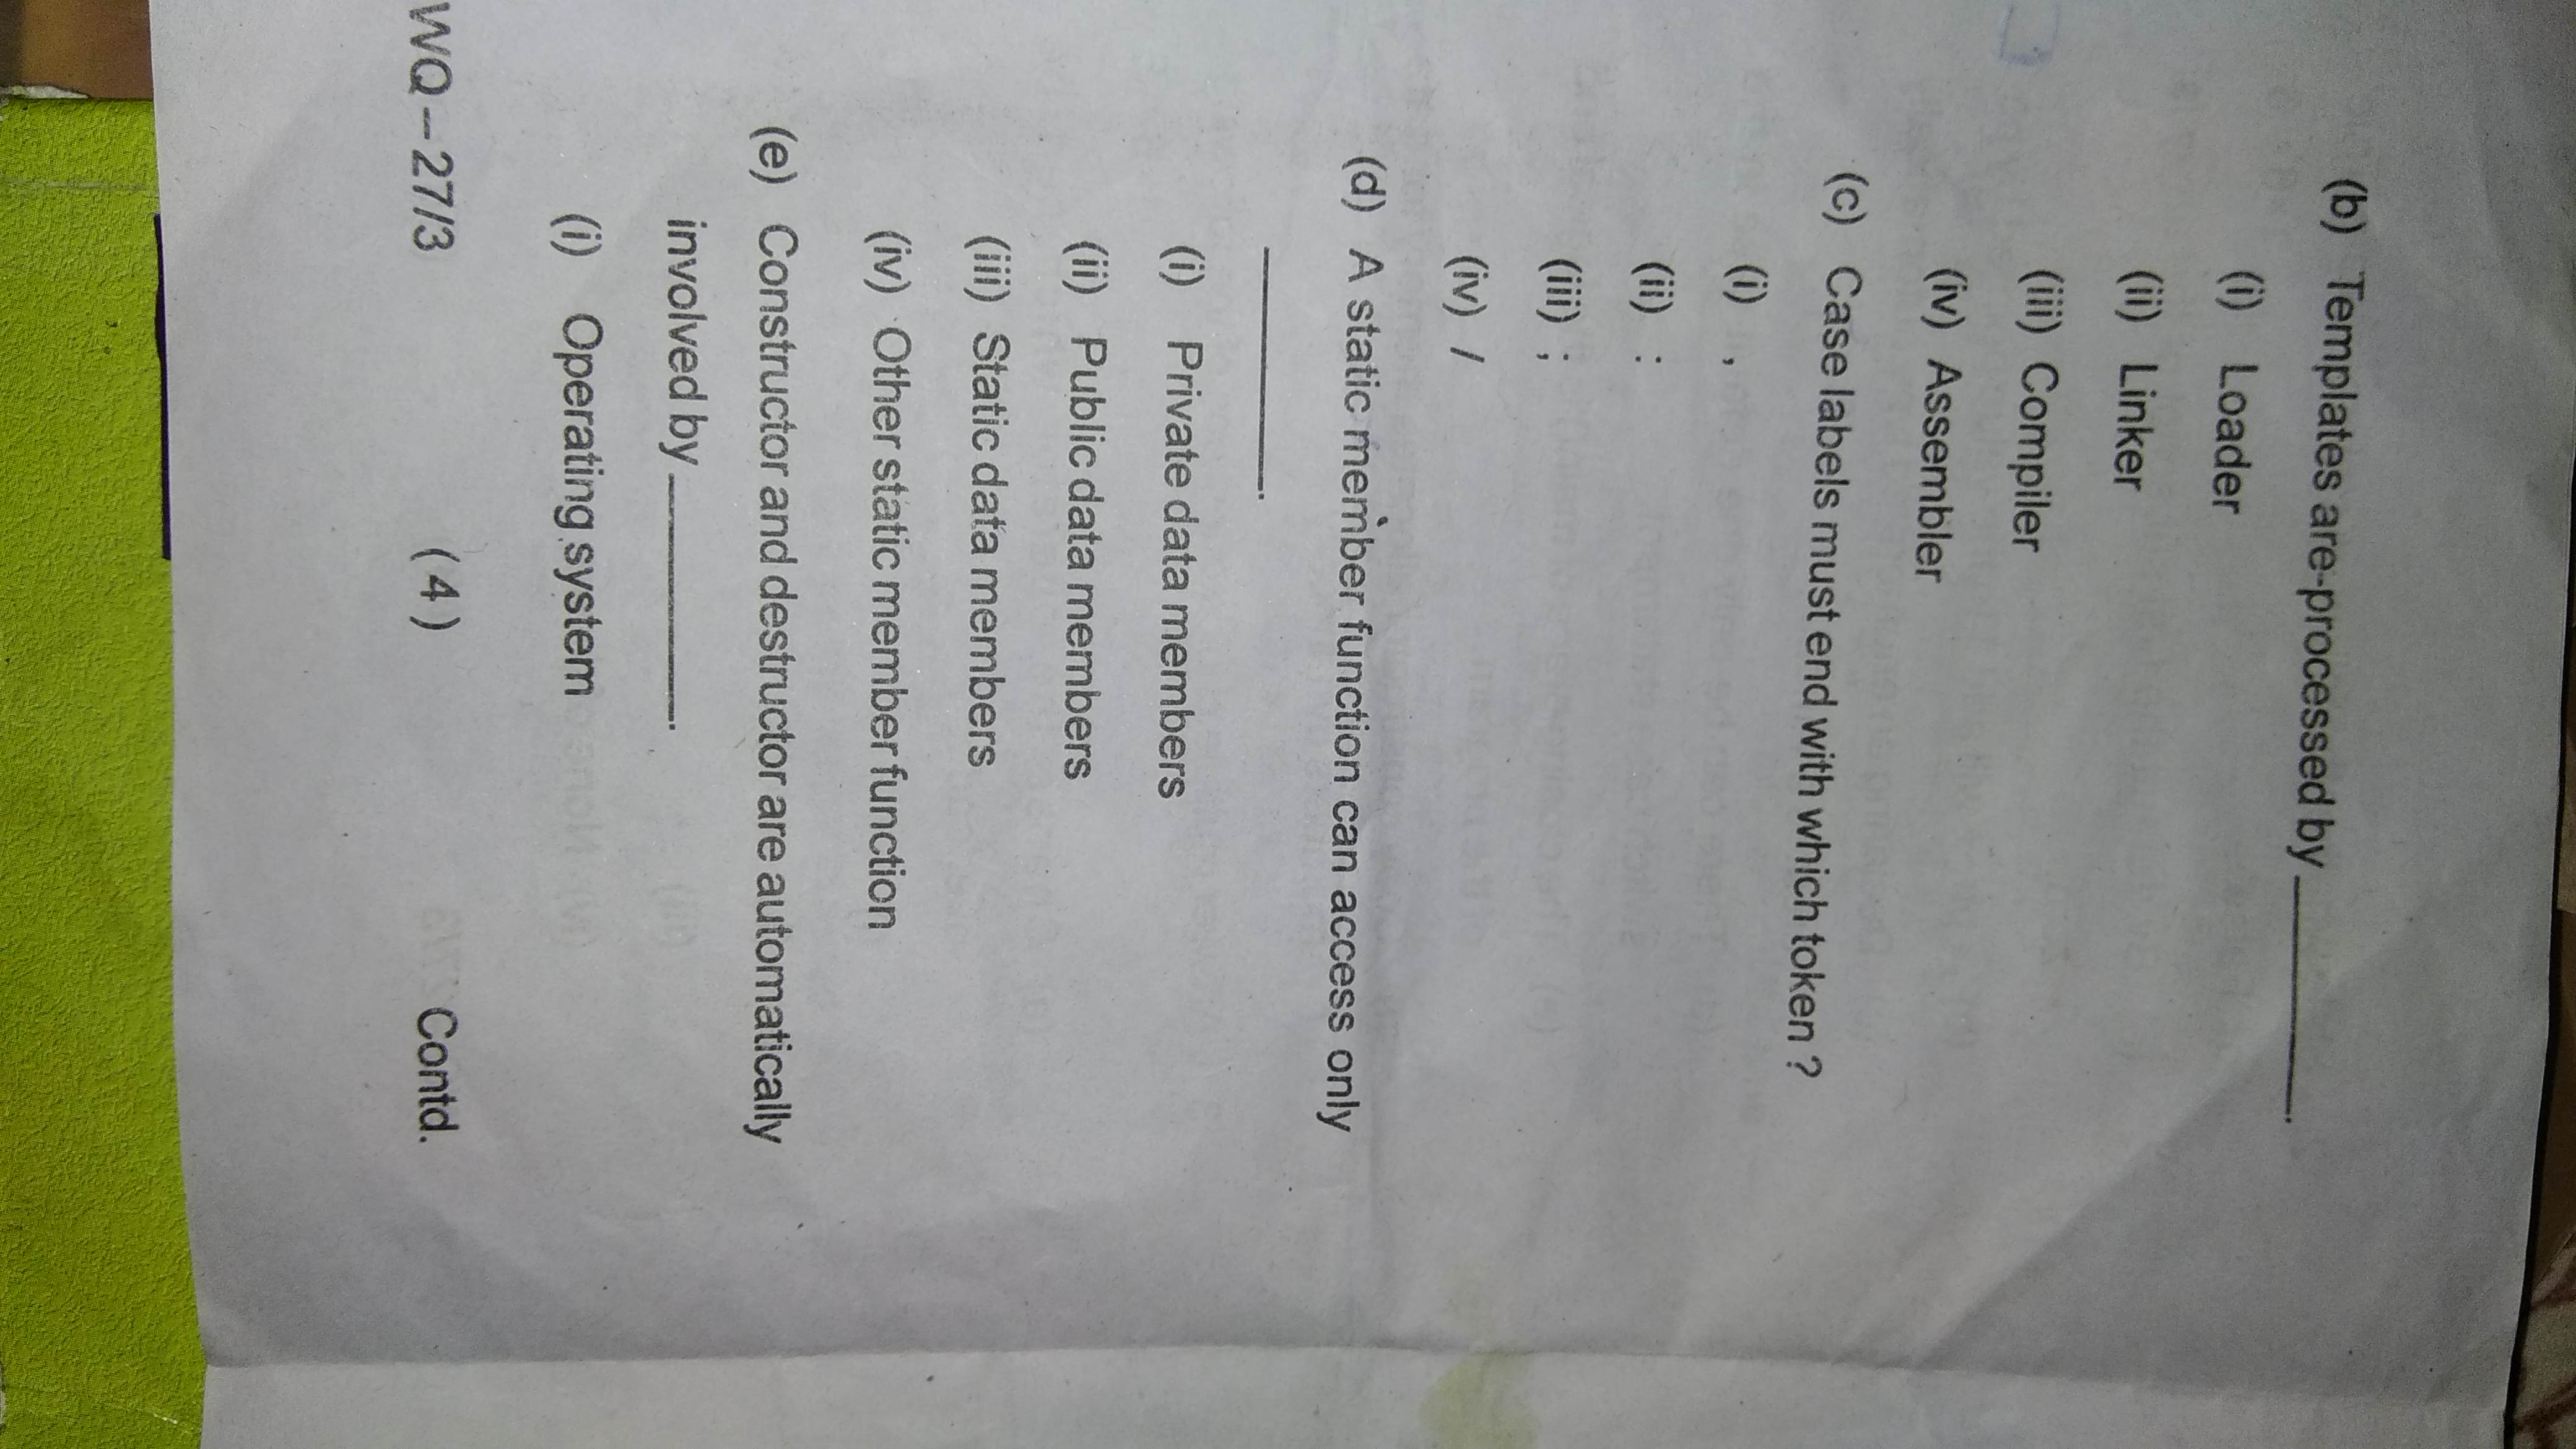 (b) Templates are-processed by ________.
(i) Loader
(ii) Linker
(iii) Compiler
(iv) Assembler
(c) Case labels must end with which token ?
(i) ,
(ii) :
(iii) ;
(iv) /
(d) A static member function can access only
________.
(i) Private data members
(ii) Public data members
(iii) Static data members
(iv) Other static member function
(e) Constructor and destructor are automatically
involved by ________.
(i) Operating system
WQ–27/3 (4) Contd.